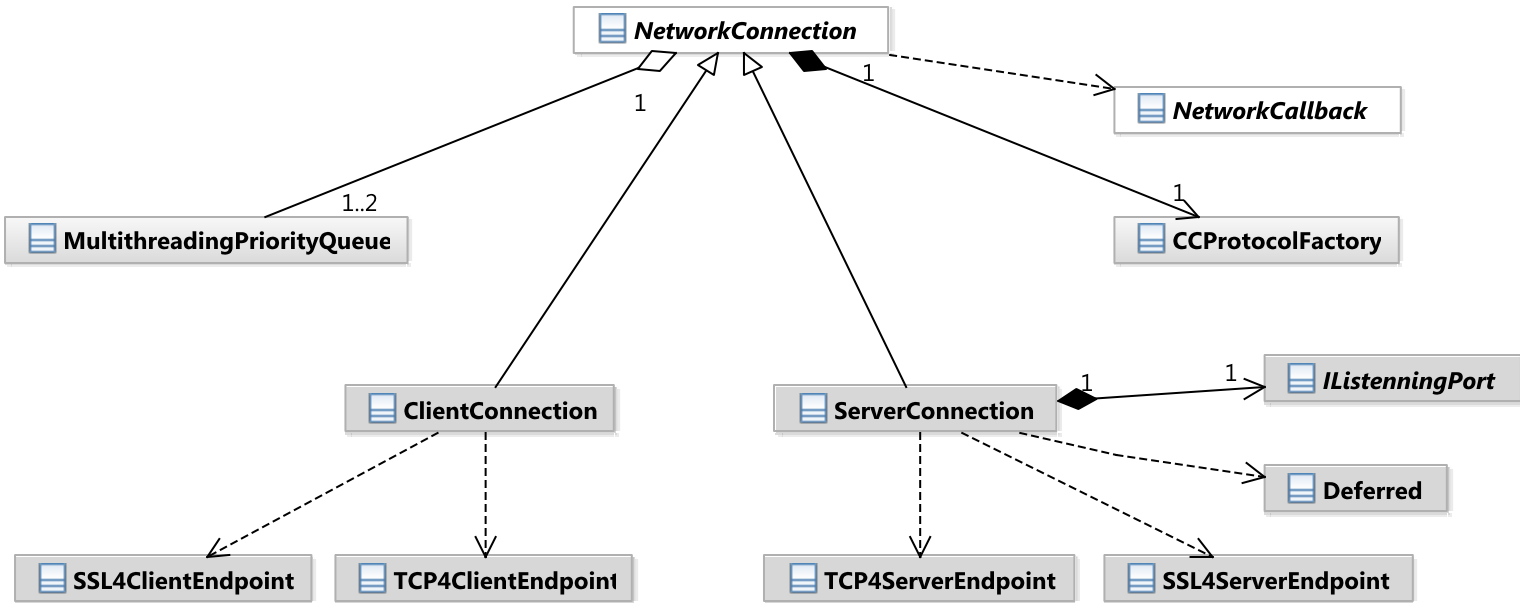 NetworkConnection
1
1
NetworkCallback
1..2
1
MultithreadingPriorityQueue
CCProtocolFactory
ClientConnection
ServerConnection
1
1
IListenningPort
Deferred
SSL4ClientEndpoint
TCP4ClientEndpoint
TCP4ServerEndpoint
SSL4ServerEndpoint